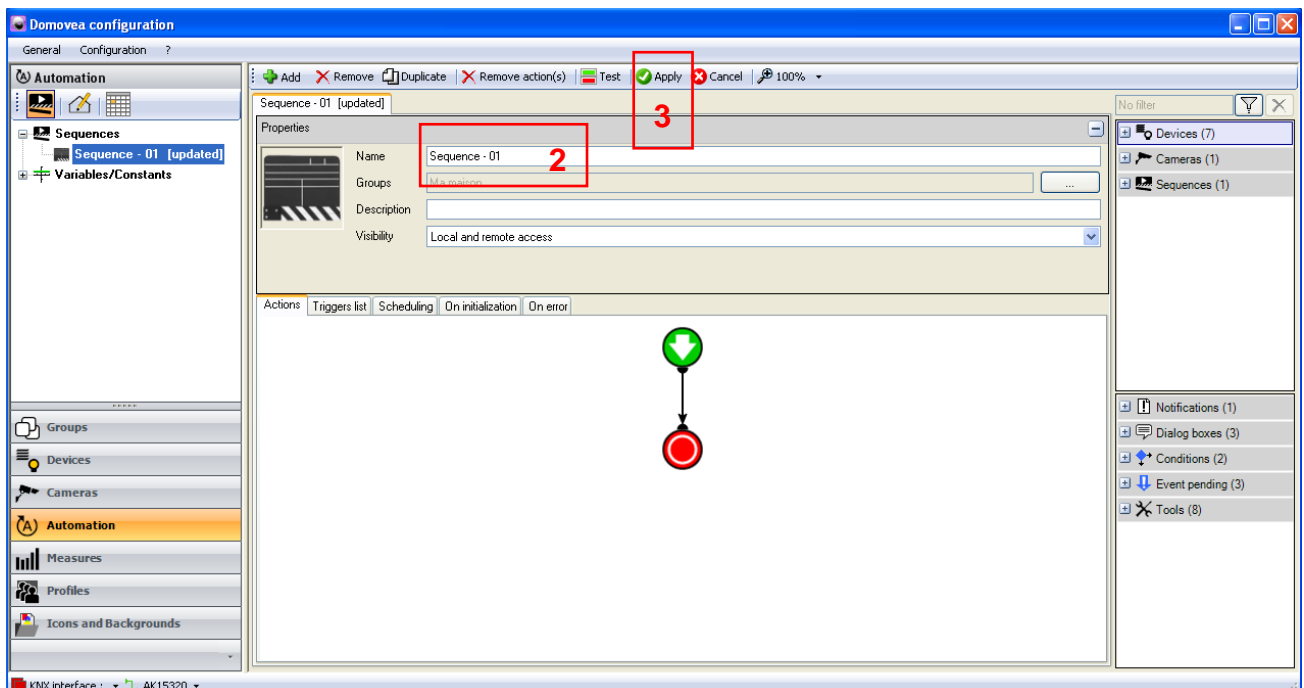 Domovea configuration
General Configuration ?
Automation
Add Remove Duplicate Remove action(s) Test Apply Cancel 100%
Sequences
Sequence - 01 [updated]
Variables/Constants
Groups
Devices
Cameras
Automation
Measures
Profiles
Icons and Backgrounds
Sequence - 01 [updated]
Properties
3
Name Sequence - 01 2
Groups Ma maison ...
Description
Visibility Local and remote access
Actions Triggers list Scheduling On initialization On error
No filter
Devices (7)
Cameras (1)
Sequences (1)
Notifications (1)
Dialog boxes (3)
Conditions (2)
Event pending (3)
Tools (8)
KNX interface : AK15320